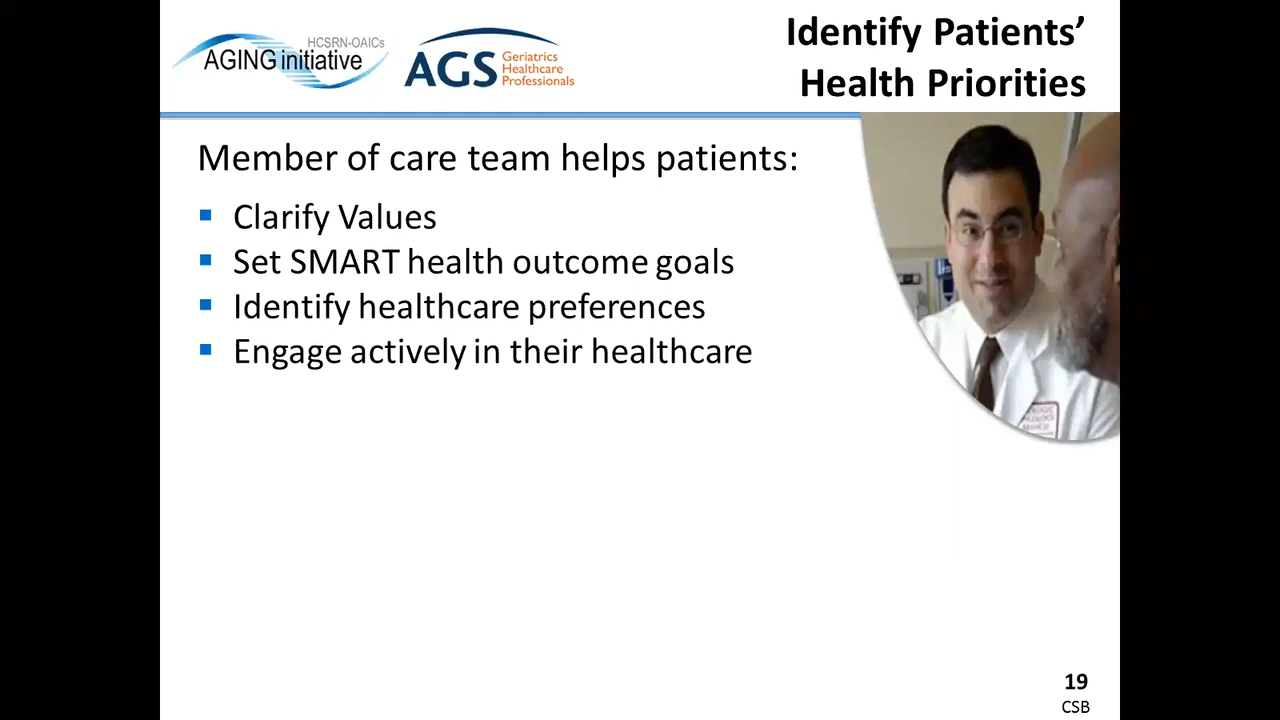 HCSRN-OAICs
AGING initiative
AGS
Geriatrics
Healthcare
Professionals
Identify Patients’
Health Priorities
Member of care team helps patients:
Clarify Values
Set SMART health outcome goals
Identify healthcare preferences
Engage actively in their healthcare
19
CSB